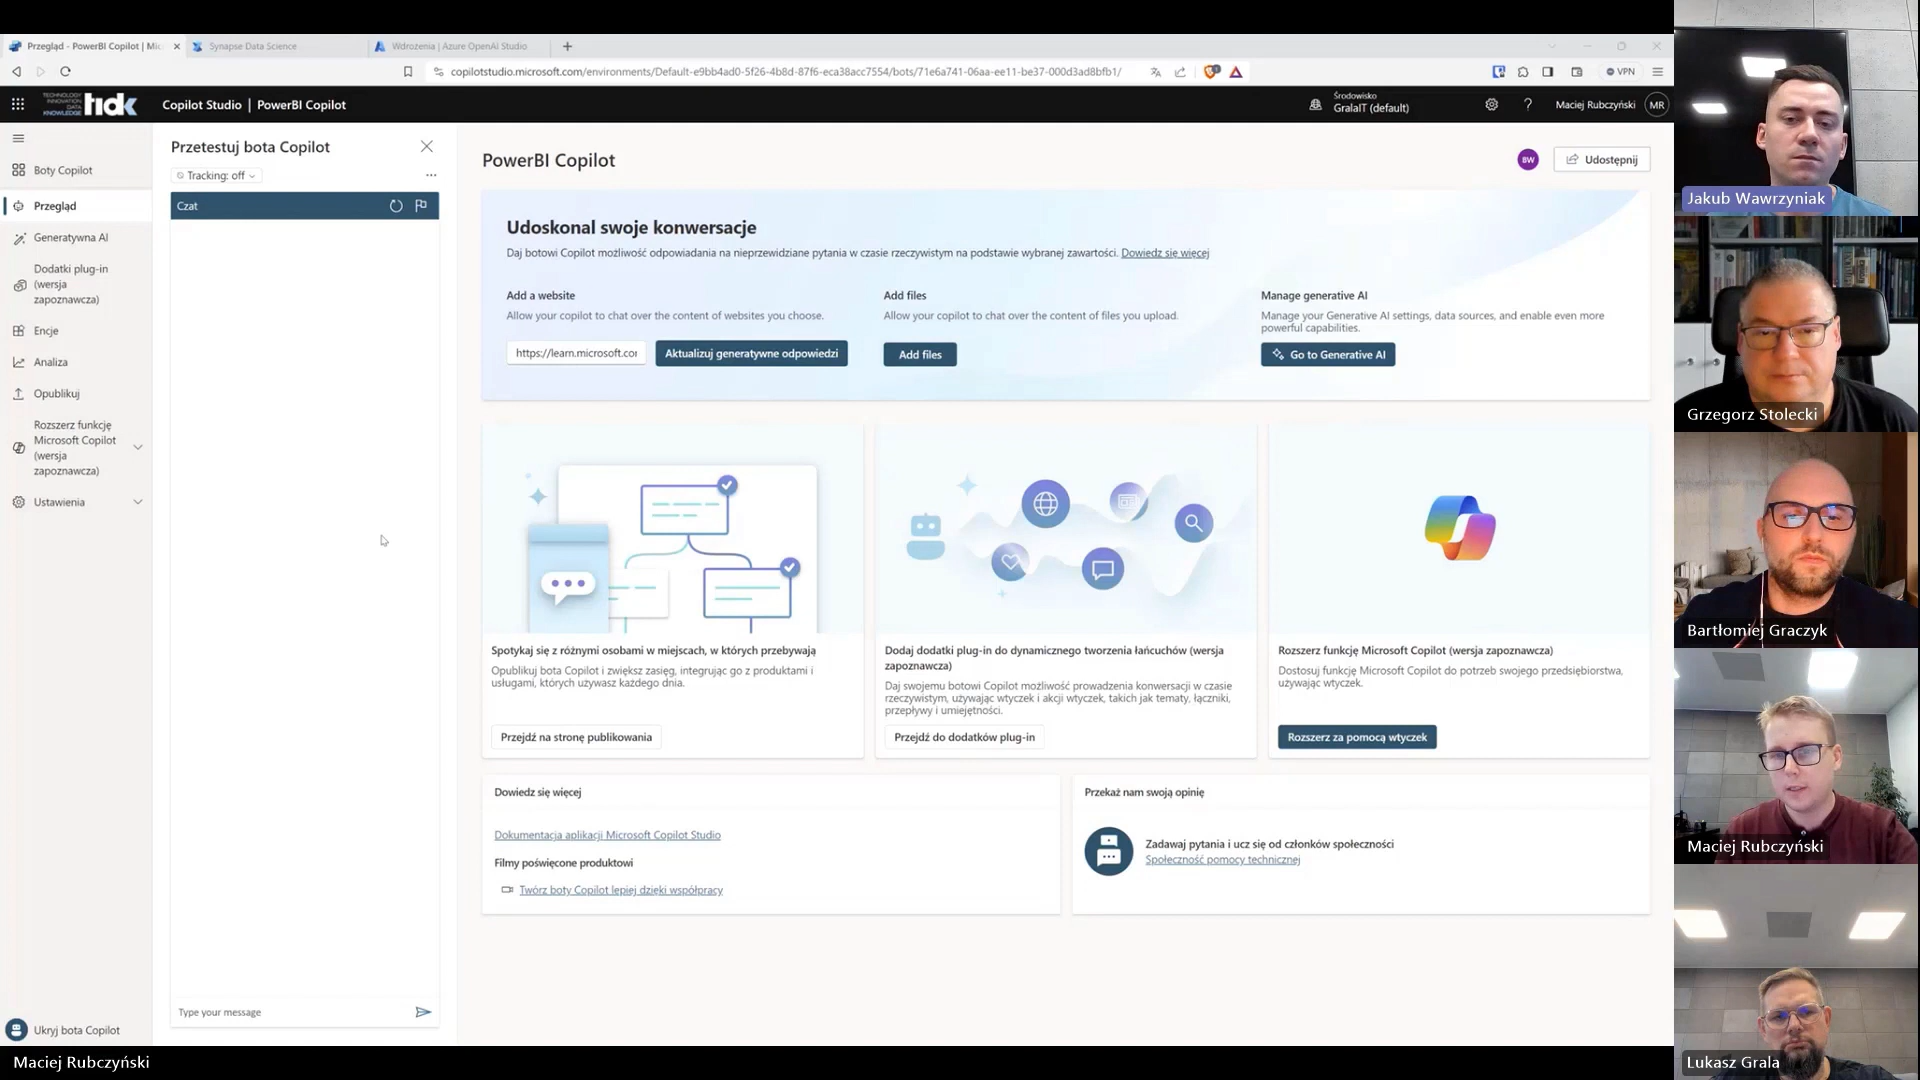 Przegląd - PowerBI Copilot | Mic
Synapse Data Science
Wdrożenia | Azure OpenAI Studio
copilotstudio.microsoft.com/environments/Default-e9bb4ad0-5f26-4b8d-87f6-eca38acc7554/bots/71e6a741-06aa-ee11-be37-000d3ad8bfb1/
VPN
TECHNOLOGY
INNOVATION
DATA
KNOWLEDGE
tidk
Copilot Studio | PowerBI Copilot
Środowisko
GralaIT (default)
?
Maciej Rubczyński
MR
Boty Copilot
Przegląd
Generatywna AI
Dodatki plug-in
(wersja
zapoznawcza)
Encje
Analiza
Opublikuj
Rozszerz funkcję
Microsoft Copilot
(wersja
zapoznawcza)
Ustawienia
Ukryj bota Copilot
Przetestuj bota Copilot
Tracking: off
Czat
Type your message
PowerBI Copilot
BW
Udostępnij
Udoskonal swoje konwersacje
Daj botowi Copilot możliwość odpowiadania na nieprzewidziane pytania w czasie rzeczywistym na podstawie wybranej zawartości. Dowiedz się więcej
Add a website
Allow your copilot to chat over the content of websites you choose.
https://learn.microsoft.cor
Aktualizuj generatywne odpowiedzi
Add files
Allow your copilot to chat over the content of files you upload.
Add files
Manage generative AI
Manage your Generative AI settings, data sources, and enable even more
powerful capabilities.
Go to Generative AI
Spotykaj się z różnymi osobami w miejscach, w których przebywają
Opublikuj bota Copilot i zwiększ zasięg, integrując go z produktami i
usługami, których używasz każdego dnia.
Przejdź na stronę publikowania
Dodaj dodatki plug-in do dynamicznego tworzenia łańcuchów (wersja
zapoznawcza)
Daj swojemu botowi Copilot możliwość prowadzenia konwersacji w czasie
rzeczywistym, używając wtyczek i akcji wtyczek, takich jak tematy, łączniki,
przepływy i umiejętności.
Przejdź do dodatków plug-in
Rozszerz funkcję Microsoft Copilot (wersja zapoznawcza)
Dostosuj funkcję Microsoft Copilot do potrzeb swojego przedsiębiorstwa,
używając wtyczek.
Rozszerz za pomocą wtyczek
Dowiedz się więcej
Dokumentacja aplikacji Microsoft Copilot Studio
Filmy poświęcone produktowi
Twórz boty Copilot lepiej dzięki współpracy
Przekaż nam swoją opinię
Zadawaj pytania i ucz się od członków społeczności
Społeczność pomocy technicznej
Maciej Rubczyński
Jakub Wawrzyniak
Grzegorz Stolecki
Bartłomiej Graczyk
Maciej Rubczyński
Lukasz Grala